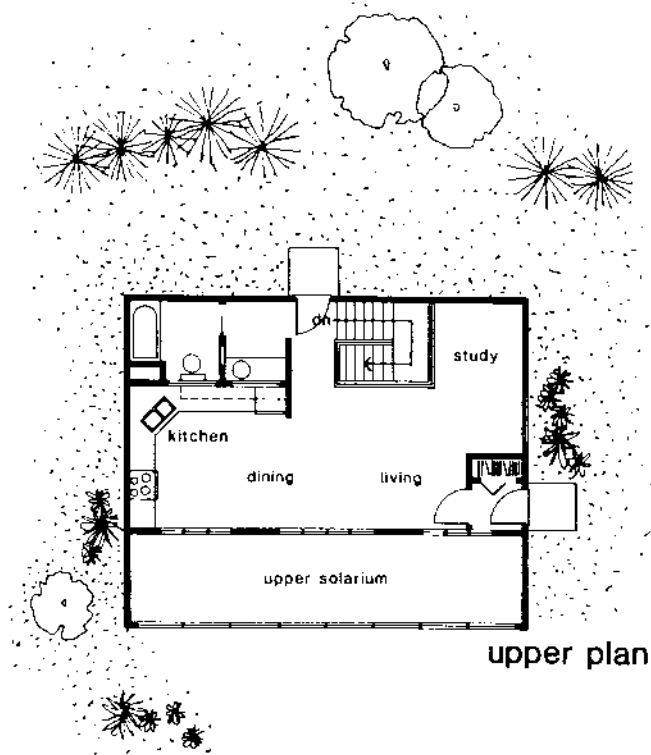 dn
study
kitchen
dining
living
upper solarium
upper plan